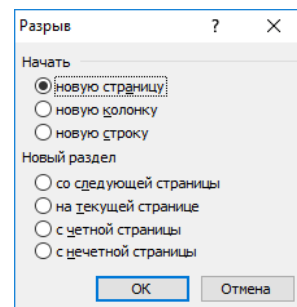 Разрыв ?
Начать
новую страницу
новую колонку
новую строку
Новый раздел
со следующей страницы
на текущей странице
с четной страницы
с нечетной страницы
ОК Отмена